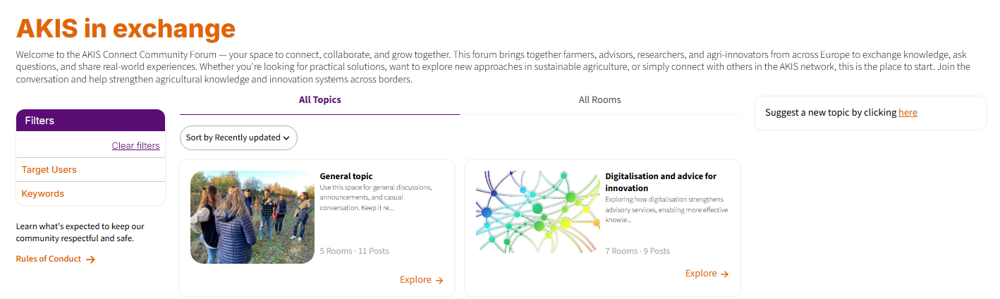 AKIS in exchange
Welcome to the AKIS Connect Community Forum — your space to connect, collaborate, and grow together. This forum brings together farmers, advisors, researchers, and agri-innovators from across Europe to exchange knowledge, ask
questions, and share real-world experiences. Whether you're looking for practical solutions, want to explore new approaches in sustainable agriculture, or simply connect with others in the AKIS network, this is the place to start. Join the
conversation and help strengthen agricultural knowledge and innovation systems across borders.
Filters
Clear filters
Target Users
Keywords
Learn what's expected to keep our
community respectful and safe.
Rules of Conduct →
All Topics
All Rooms
Sort by Recently updated
General topic
Use this space for general discussions,
announcements, and casual
conversation. Keep it re...
5 Rooms · 11 Posts
Explore →
Digitalisation and advice for
innovation
Exploring how digitalisation strengthens
advisory services, enabling more effective
knowle...
7 Rooms · 9 Posts
Explore →
Suggest a new topic by clicking here